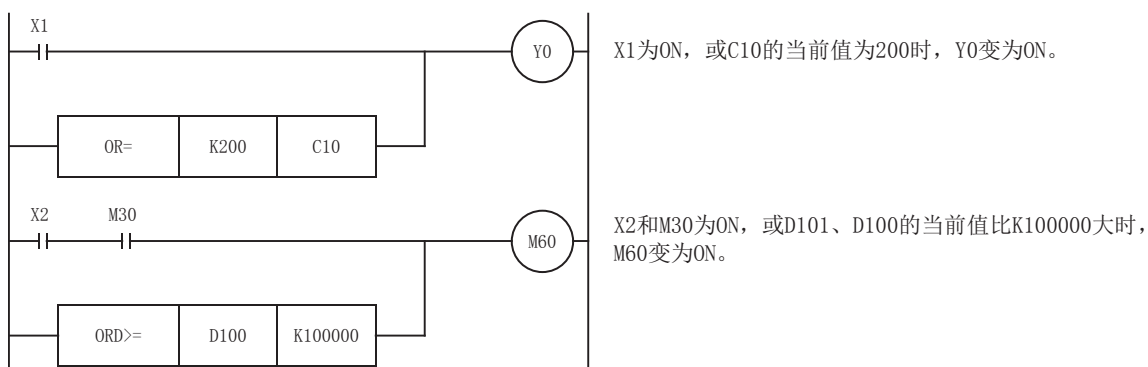 X1
Y0
X1为ON，或C10的当前值为200时，Y0变为ON。
OR= K200 C10
X2 M30
M60
X2和M30为ON，或D101、D100的当前值比K100000大时，
M60变为ON。
ORD>= D100 K100000